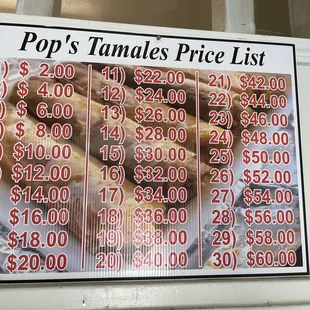 Pop's Tamales Price List
) $ 2.00 11) $22.00 21) $42.00
$ 4.00 12) $24.00 22) $44.00
$ 6.00 13) $26.00 23) $46.00
$ 8.00 14) $28.00 24) $48.00
$10.00 15) $30.00 25) $50.00
$12.00 16) $32.00 26) $52.00
$14.00 17) $34.00 27) $54.00
$16.00 18) $36.00 28) $56.00
$18.00 19) $38.00 29) $58.00
$20.00 20) $40.00 30) $60.00